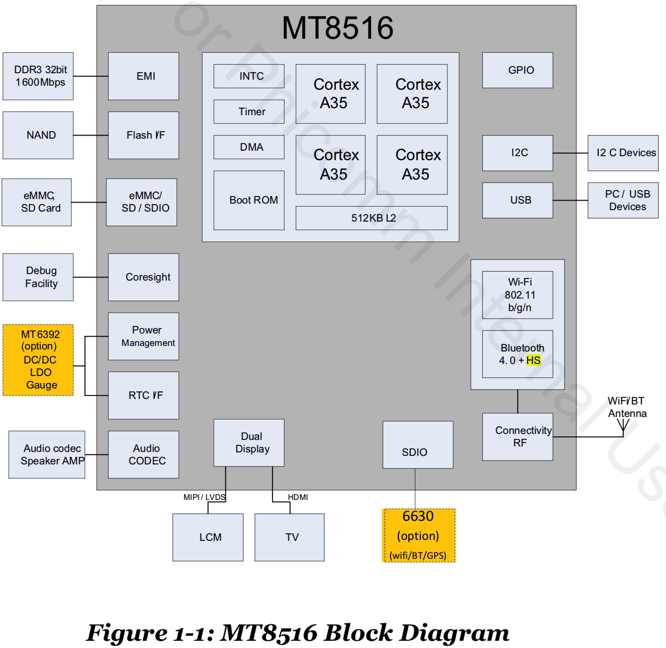 MT8516
DDR3 32bit
1600Mbps
EMI
NAND
Flash I/F
eMMC,
SD Card
eMMC/
SD / SDIO
Debug
Facility
Coresight
MT6392
(option)
DC/DC
LDO
Gauge
Power
Management
RTC I/F
Audio codec
Speaker AMP
Audio
CODEC
INTC
Timer
DMA
Boot ROM
Cortex
A35
Cortex
A35
Cortex
A35
Cortex
A35
512KB L2
GPIO
I2C
I2 C Devices
USB
PC / USB
Devices
Wi-Fi
802.11
b/g/n
Bluetooth
4.0 + HS
Connectivity
RF
WiFi/BT
Antenna
Dual
Display
MIPI / LVDS
HDMI
LCM
TV
SDIO
6630
(option)
(wifi/BT/GPS)
or Phicomm Internal Use
Figure 1-1: MT8516 Block Diagram